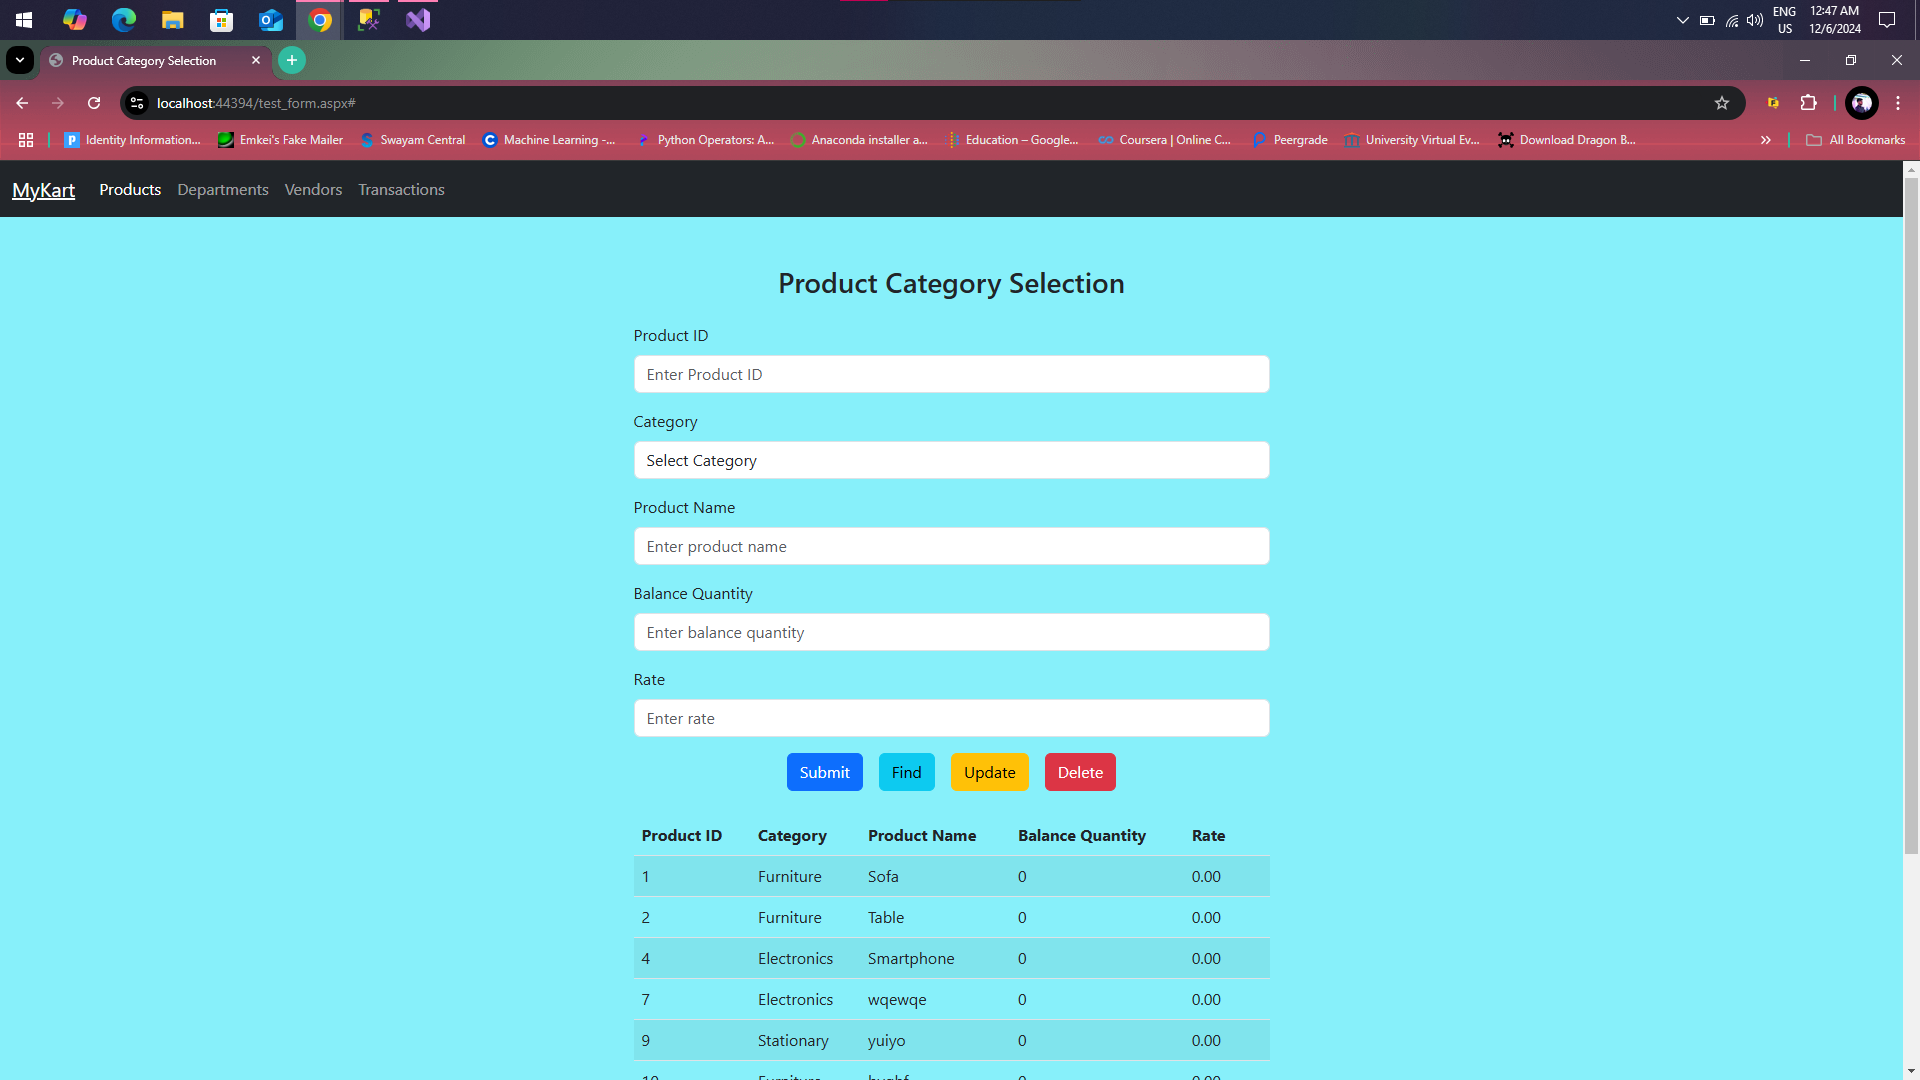 ENG
US
12:47 AM
12/6/2024
Product Category Selection
localhost:44394/test_form.aspx#
Identity Information... Emkei's Fake Mailer Swayam Central Machine Learning -... Python Operators: A... Anaconda installer a... Education – Google... Coursera | Online C... Peergrade University Virtual Ev... Download Dragon B... » All Bookmarks
MyKart Products Departments Vendors Transactions
Product Category Selection
Product ID
Enter Product ID
Category
Select Category
Product Name
Enter product name
Balance Quantity
Enter balance quantity
Rate
Enter rate
Submit Find Update Delete
Product ID Category Product Name Balance Quantity Rate
1 Furniture Sofa 0 0.00
2 Furniture Table 0 0.00
4 Electronics Smartphone 0 0.00
7 Electronics wqewqe 0 0.00
9 Stationary yuiyo 0 0.00
10 Furniture 0 0.00